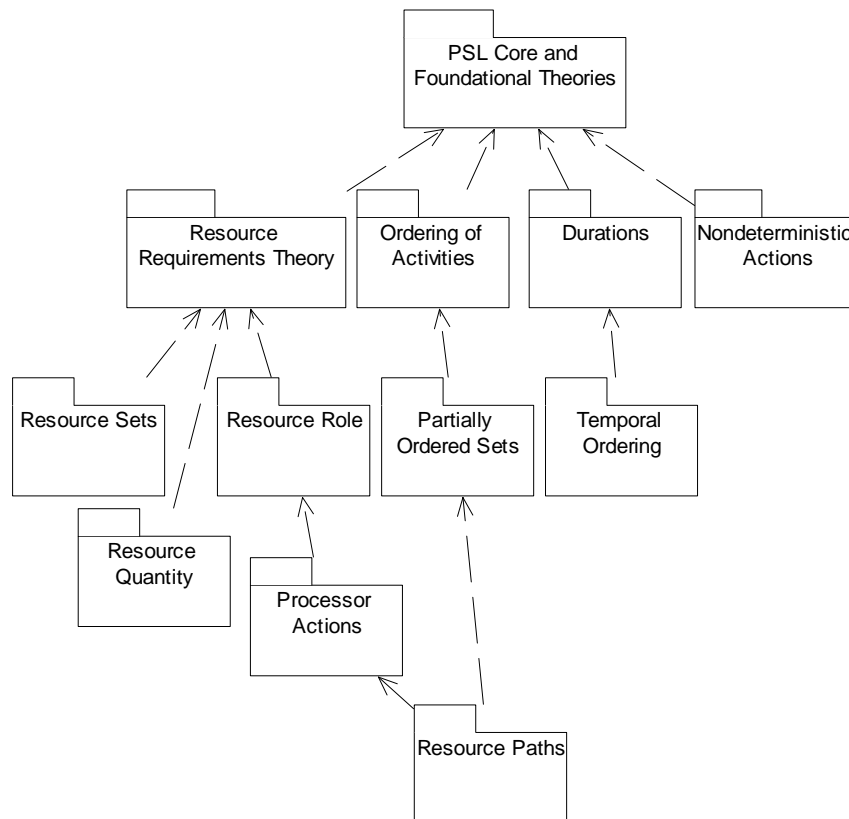 PSL Core and
Foundational Theories
Resource
Requirements Theory
Ordering of
Activities
Durations
Nondeterministic
Actions
Resource Sets
Resource Role
Partially
Ordered Sets
Temporal
Ordering
Resource
Quantity
Processor
Actions
Resource Paths